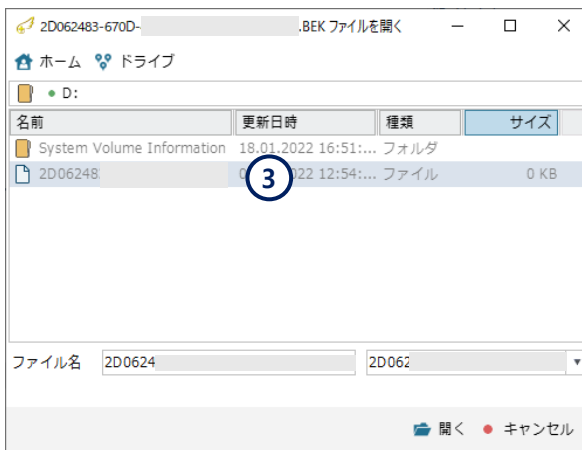 2D062483-670D- .BEK ファイルを開く
ホーム ドライブ
D:
名前 更新日時 種類 サイズ
System Volume Information 18.01.2022 16:51:... フォルダ
2D06248 3 022 12:54:... ファイル 0 KB
ファイル名 2D0624 2D062
開く キャンセル